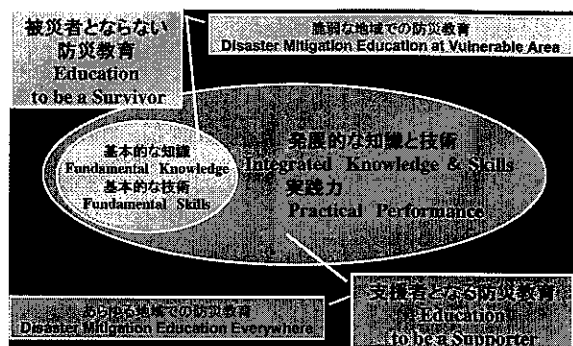 被災者とならない
防災教育
Education
to be a Survivor
脆弱な地域での防災教育
Disaster Mitigation Education at Vulnerable Area
基本的な知識
Fundamental Knowledge
基本的な技術
Fundamental Skills
発展的な知識と技術
Integrated Knowledge & Skills
実践力
Practical Performance
あらゆる地域での防災教育
Disaster Mitigation Education Everywhere
支援者となる防災教育
Education
to be a Supporter